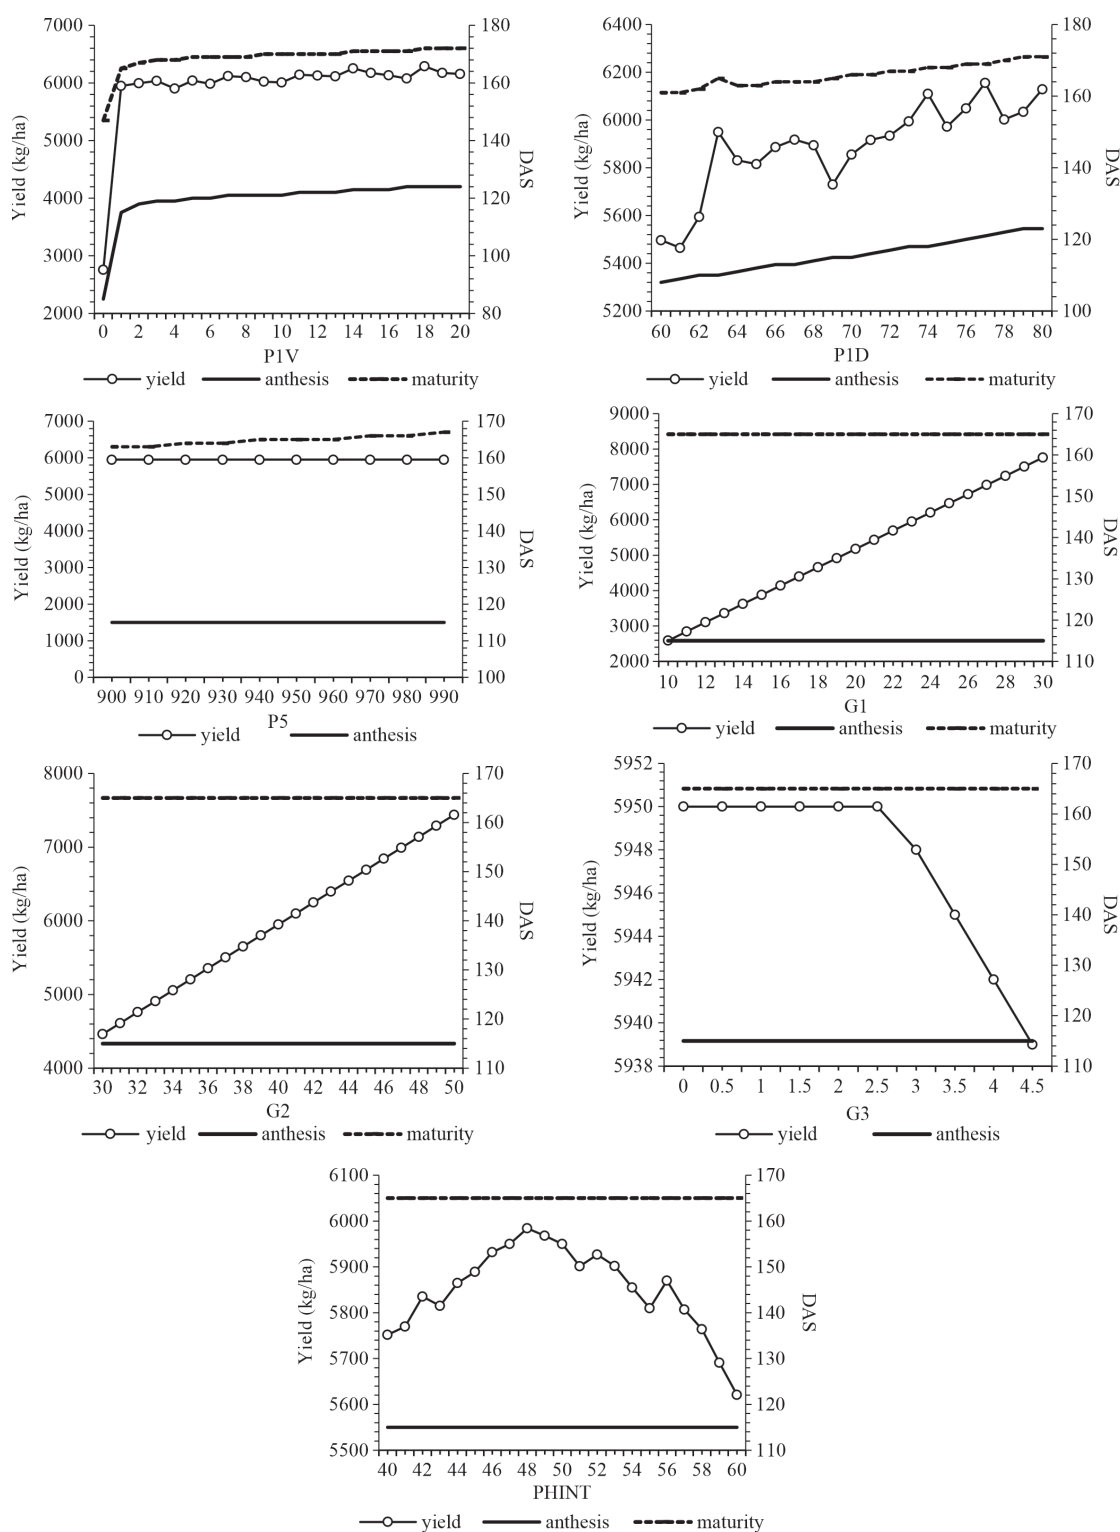 7000
6000
5000
4000
3000
2000
Yield (kg/ha)
180
160
140
120
100
80
DAS
0 2 4 6 8 10 12 14 16 18 20
P1V
yield anthesis maturity
6400
6200
6000
5800
5600
5400
5200
Yield (kg/ha)
180
160
140
120
100
DAS
60 62 64 66 68 70 72 74 76 78 80
P1D
yield anthesis maturity
7000
6000
5000
4000
3000
2000
1000
0
Yield (kg/ha)
170
160
150
140
130
120
110
100
DAS
900 910 920 930 940 950 960 970 980 990
P5
yield anthesis
9000
8000
7000
6000
5000
4000
3000
2000
Yield (kg/ha)
170
160
150
140
130
120
110
DAS
10 12 14 16 18 20 22 24 26 28 30
G1
yield anthesis maturity
8000
7000
6000
5000
4000
Yield (kg/ha)
170
160
150
140
130
120
110
DAS
30 32 34 36 38 40 42 44 46 48 50
G2
yield anthesis maturity
5952
5950
5948
5946
5944
5942
5940
5938
Yield (kg/ha)
170
160
150
140
130
120
110
DAS
0 0.5 1 1.5 2 2.5 3 3.5 4 4.5
G3
yield anthesis
6100
6000
5900
5800
5700
5600
5500
Yield (kg/ha)
170
160
150
140
130
120
110
DAS
40 42 44 46 48 50 52 54 56 58 60
PHINT
yield anthesis maturity